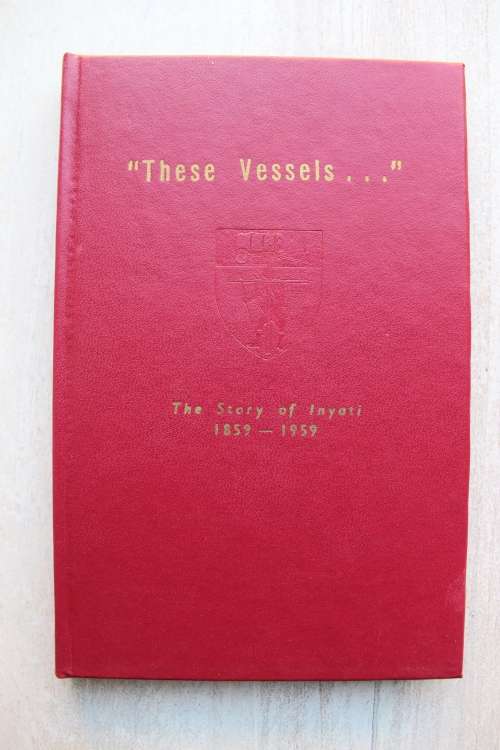 "These Vessels . . ."
The Story of Inyati
1859 — 1959